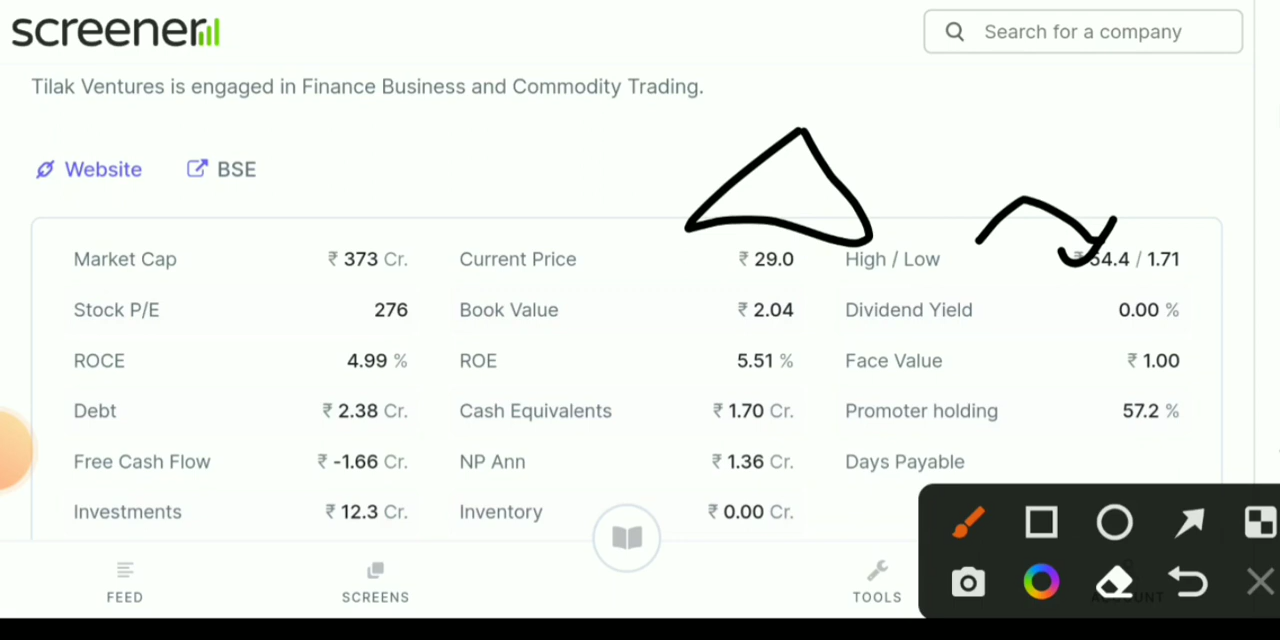 screener
Search for a company
Tilak Ventures is engaged in Finance Business and Commodity Trading.
Website BSE
Market Cap ₹ 373 Cr. Current Price ₹ 29.0 High / Low ₹ 54.4 / 1.71
Stock P/E 276 Book Value ₹ 2.04 Dividend Yield 0.00 %
ROCE 4.99 % ROE 5.51 % Face Value ₹ 1.00
Debt ₹ 2.38 Cr. Cash Equivalents ₹ 1.70 Cr. Promoter holding 57.2 %
Free Cash Flow ₹ -1.66 Cr. NP Ann ₹ 1.36 Cr. Days Payable
Investments ₹ 12.3 Cr. Inventory ₹ 0.00 Cr.
FEED SCREENS TOOLS